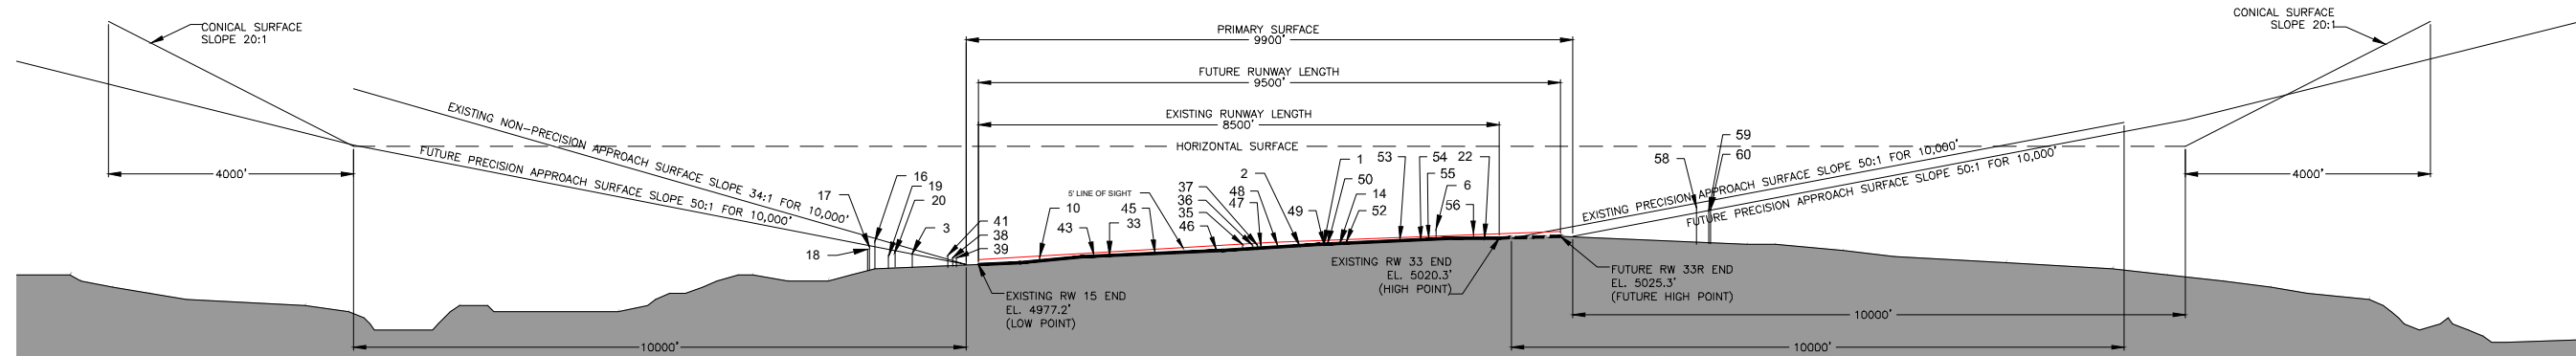 CONICAL SURFACE
SLOPE 20:1
PRIMARY SURFACE
9900'
CONICAL SURFACE
SLOPE 20:1
FUTURE RUNWAY LENGTH
9500'
EXISTING RUNWAY LENGTH
8500'
HORIZONTAL SURFACE
EXISTING NON-PRECISION APPROACH SURFACE SLOPE 34:1 FOR 10,000'
FUTURE PRECISION APPROACH SURFACE SLOPE 50:1 FOR 10,000'
EXISTING PRECISION APPROACH SURFACE SLOPE 50:1 FOR 10,000'
FUTURE PRECISION APPROACH SURFACE SLOPE 50:1 FOR 10,000'
4000'
4000'
5' LINE OF SIGHT
17
18
16
19
20
3
41
38
39
10
43
45
33
37
36
35
46
2
48
47
49
1
50
14
52
53
54
55
6
22
56
58
59
60
EXISTING RW 15 END
EL. 4977.2'
(LOW POINT)
EXISTING RW 33 END
EL. 5020.3'
(HIGH POINT)
FUTURE RW 33R END
EL. 5025.3'
(FUTURE HIGH POINT)
10000'
10000'
10000'